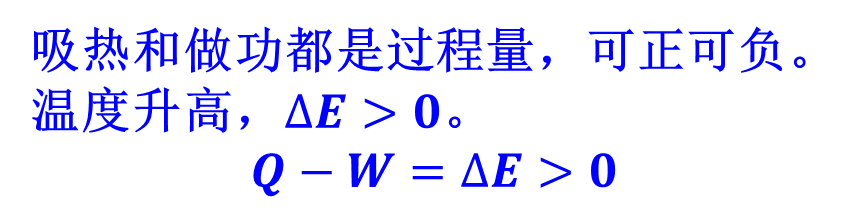 吸热和做功都是过程量，可正可负。
温度升高，ΔE > 0。
Q − W = ΔE > 0